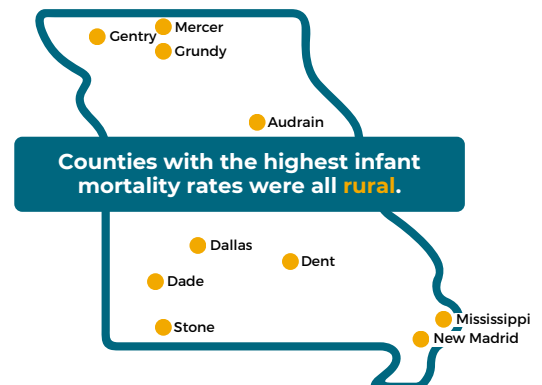 Mercer
Gentry
Grundy
Audrain
Counties with the highest infant
mortality rates were all rural.
Dallas
Dent
Dade
Mississippi
Stone
New Madrid